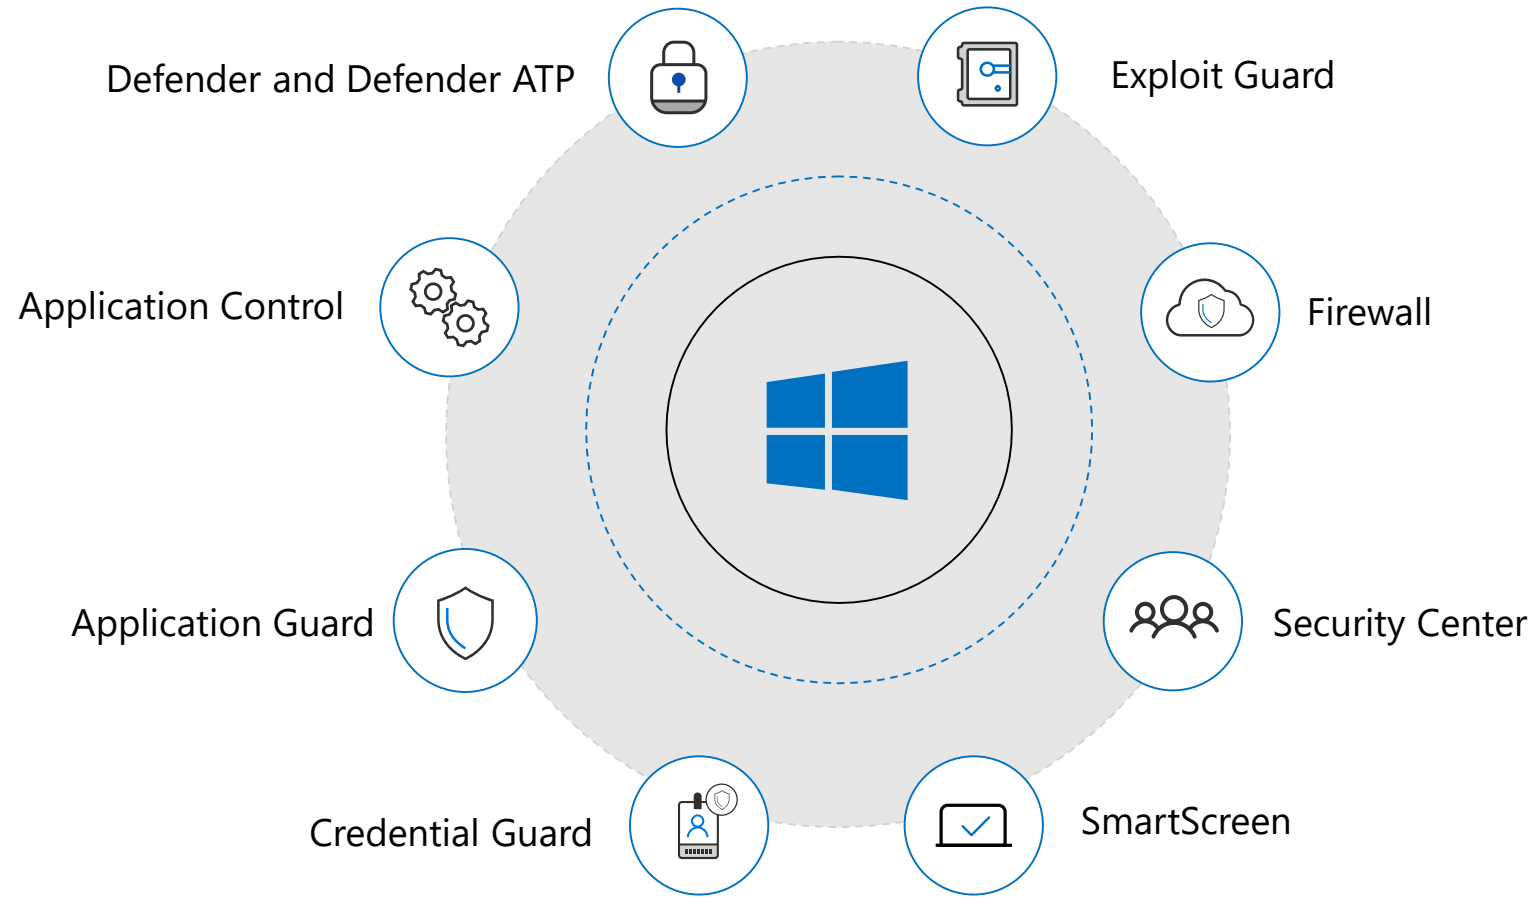 Defender and Defender ATP
Exploit Guard
Application Control
Firewall
Application Guard
Security Center
Credential Guard
SmartScreen